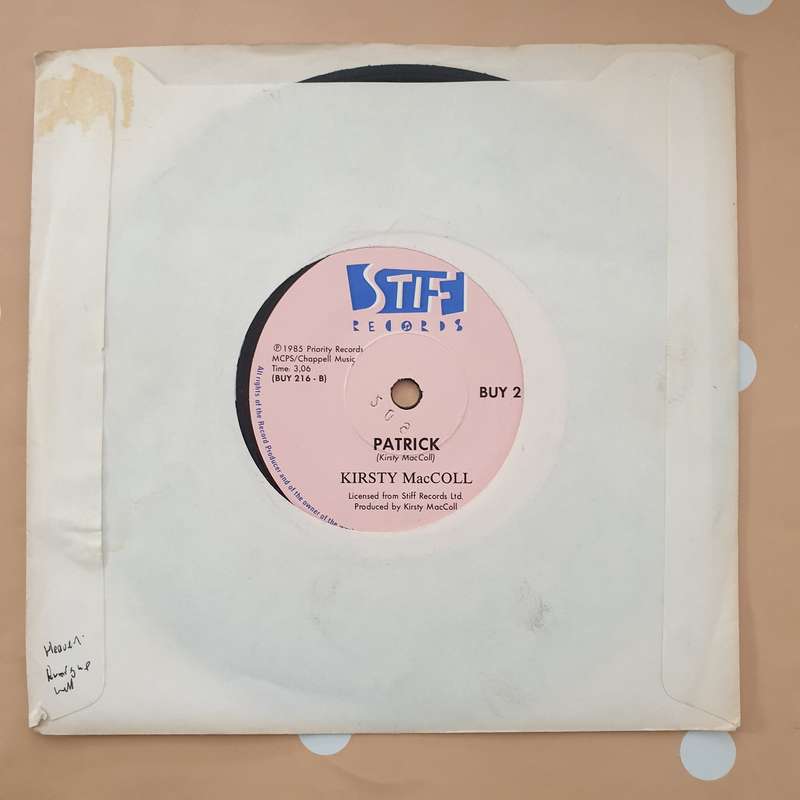 STIFF
RECORDS
℗ 1985 Priority Records
MCPS/Chappell Music
Time: 3,06
(BUY 216 - B)
BUY 2
All rights of the Record Producer and of the owner of the
PATRICK
(Kirsty MacColl)
KIRSTY MacCOLL
Licensed from Stiff Records Ltd.
Produced by Kirsty MacColl
Heaven